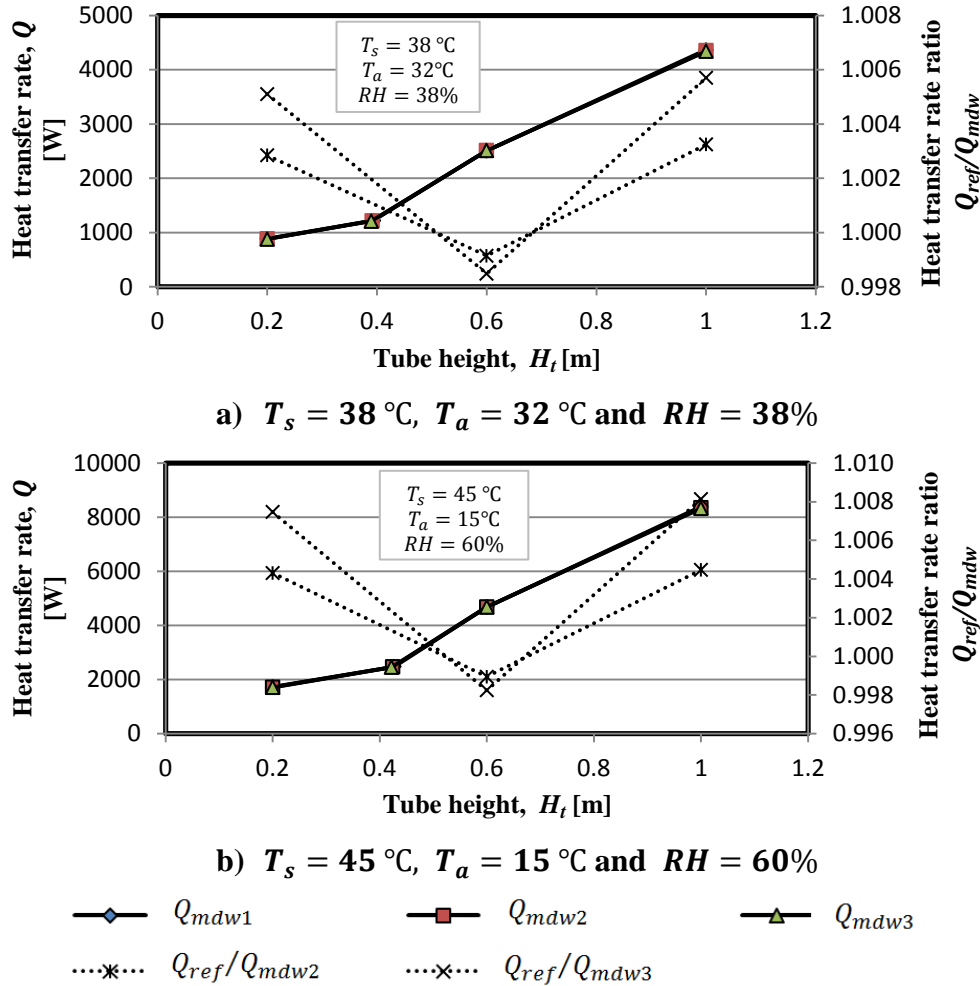 5000
4000
3000
2000
1000
0
Heat transfer rate, Q
[W]
T_s = 38 ℃
T_a = 32℃
RH = 38%
1.008
1.006
1.004
1.002
1.000
0.998
Heat transfer rate ratio
Q_ref/Q_mdw
0 0.2 0.4 0.6 0.8 1 1.2
Tube height, H_t [m]
a) T_s = 38 ℃, T_a = 32 ℃ and RH = 38%
10000
8000
6000
4000
2000
0
Heat transfer rate, Q
[W]
T_s = 45 ℃
T_a = 15℃
RH = 60%
1.010
1.008
1.006
1.004
1.002
1.000
0.998
0.996
Heat transfer rate ratio
Q_ref/Q_mdw
0 0.2 0.4 0.6 0.8 1 1.2
Tube height, H_t [m]
b) T_s = 45 ℃, T_a = 15 ℃ and RH = 60%
Q_mdw1 Q_mdw2 Q_mdw3
Q_ref/Q_mdw2 Q_ref/Q_mdw3